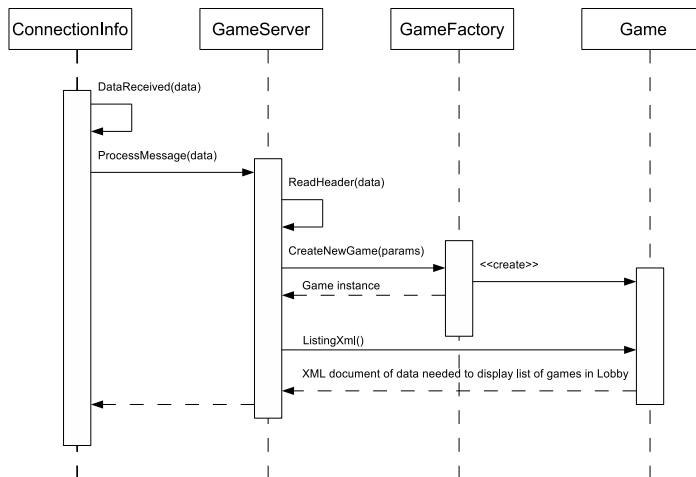 ConnectionInfo
GameServer
GameFactory
Game
DataReceived(data)
ProcessMessage(data)
ReadHeader(data)
CreateNewGame(params)
<<create>>
Game instance
ListingXml()
XML document of data needed to display list of games in Lobby